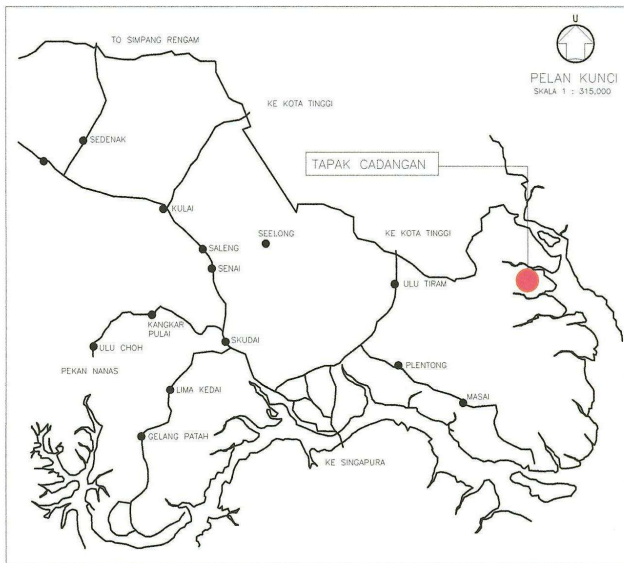 TO SIMPANG RENGAM
U
PELAN KUNCI
SKALA 1 : 315,000
KE KOTA TINGGI
SEDENAK
TAPAK CADANGAN
KULAI
SEELONG
KE KOTA TINGGI
SALENG
SENAI
ULU TIRAM
KANGKAR
PULAI
SKUDAI
ULU CHOH
PEKAN NANAS
PLENTONG
LIMA KEDAI
MASAI
GELANG PATAH
KE SINGAPURA